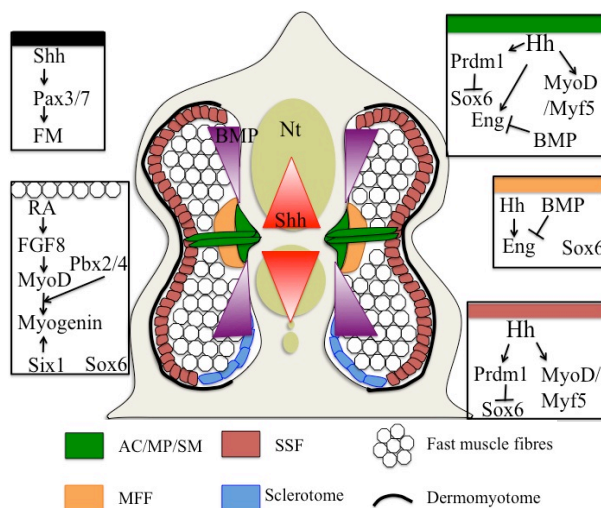 Shh
Pax3/7
FM
RA
FGF8
MyoD
Pbx2/4
Myogenin
Six1
Sox6
BMP
Nt
Shh
Hh
Prdm1
Sox6
Eng
MyoD
/Myf5
BMP
Hh
BMP
Eng
Sox6
Hh
Prdm1
Sox6
MyoD/
Myf5
AC/MP/SM
SSF
Fast muscle fibres
MFF
Sclerotome
Dermomyotome